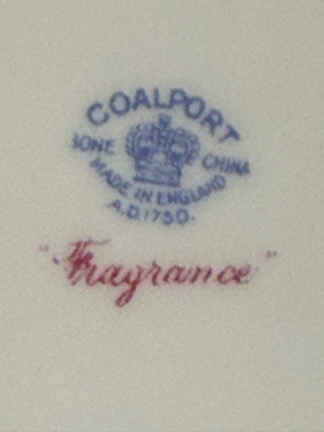 COALPORT
BONE CHINA
MADE IN ENGLAND
A.D. 1750.
"Fragrance"